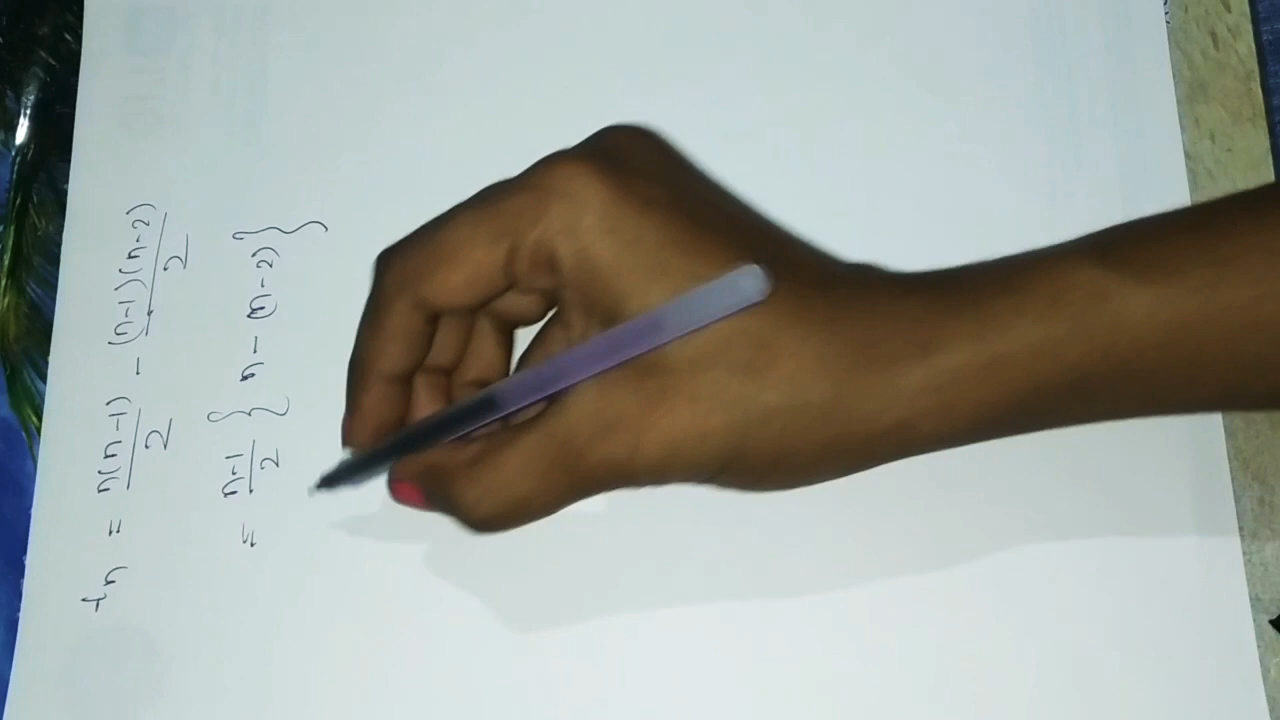 tn = n(n-1)/2 - (n-1)(n-2)/2
= n-1/2 { n - (n-2) }